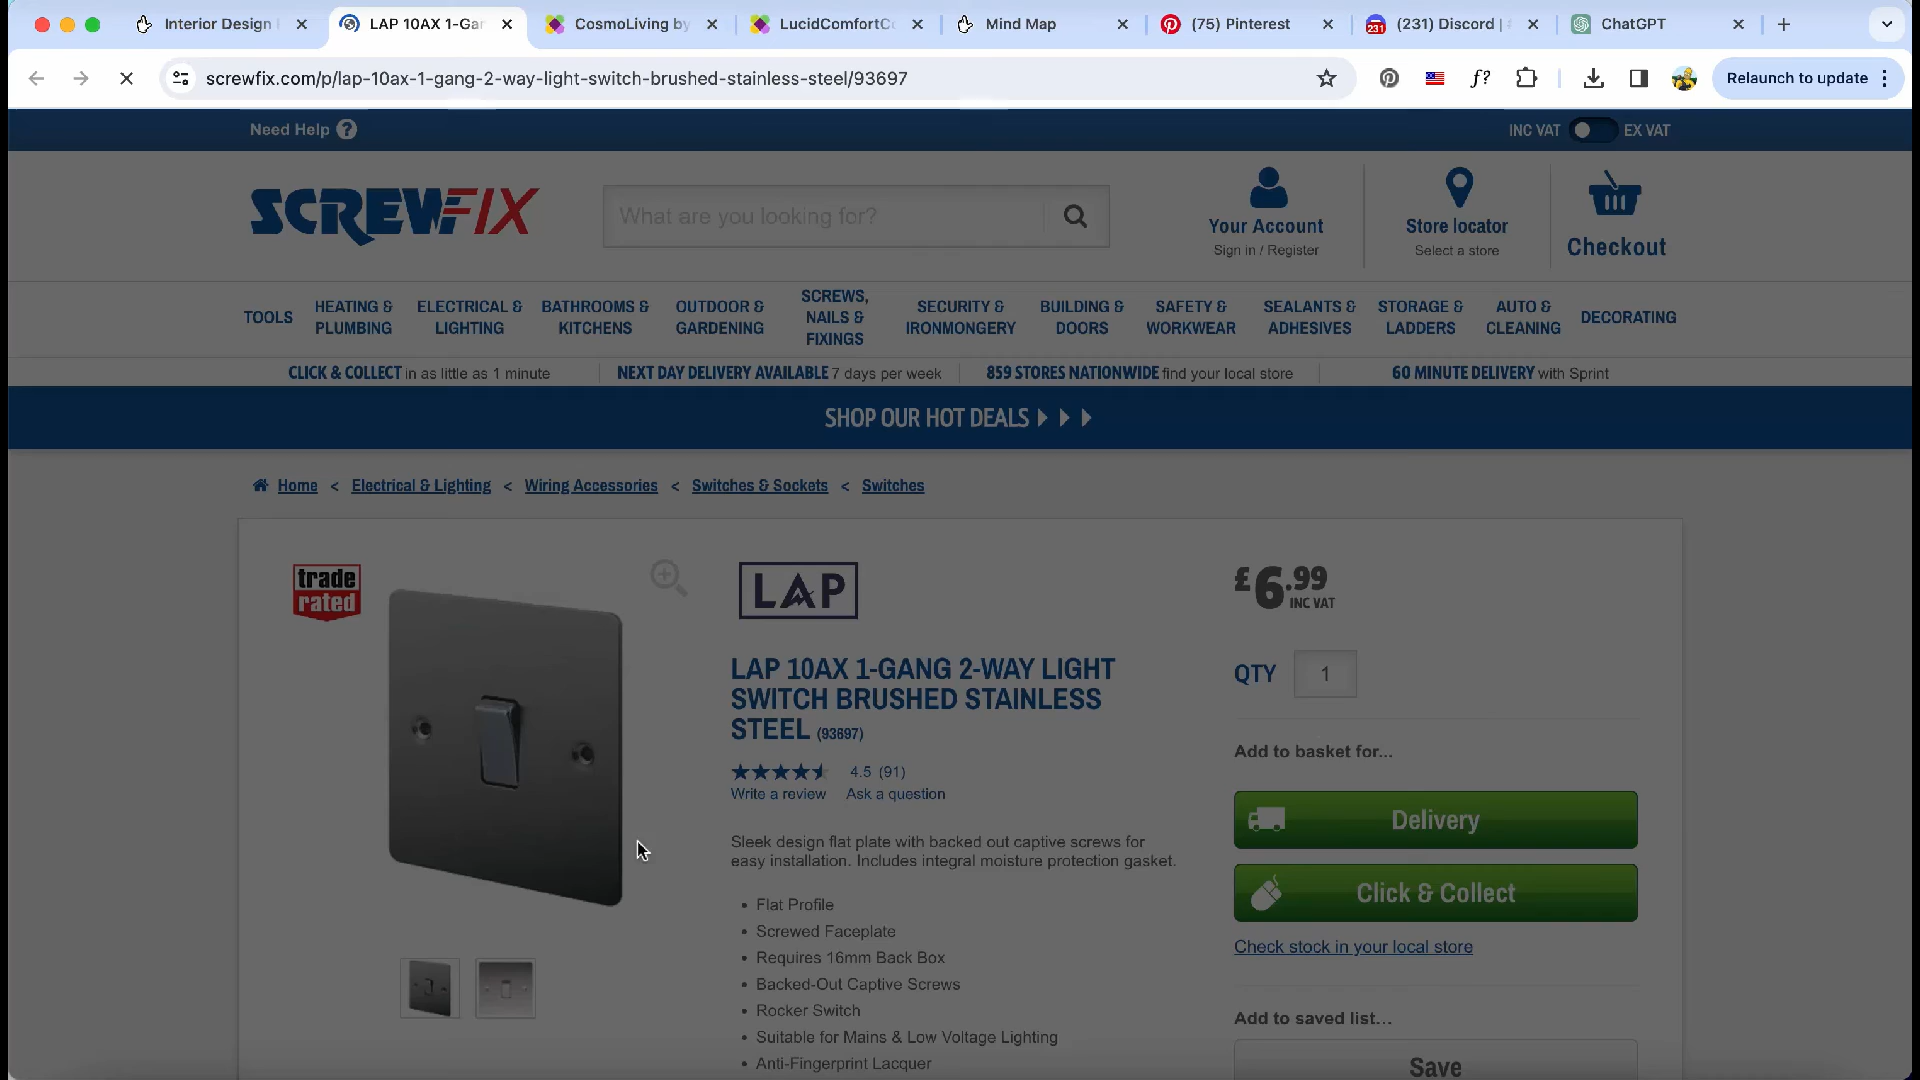 Interior Design
LAP 10AX 1-Ga
CosmoLiving by
LucidComfortC
Mind Map
(75) Pinterest
231
(231) Discord |
ChatGPT
screwfix.com/p/lap-10ax-1-gang-2-way-light-switch-brushed-stainless-steel/93697
f?
Relaunch to update
Need Help ?
INC VAT
EX VAT
SCREWFIX
What are you looking for?
Your Account
Sign in / Register
Store locator
Select a store
Checkout
TOOLS
HEATING &
PLUMBING
ELECTRICAL &
LIGHTING
BATHROOMS &
KITCHENS
OUTDOOR &
GARDENING
SCREWS,
NAILS &
FIXINGS
SECURITY &
IRONMONGERY
BUILDING &
DOORS
SAFETY &
WORKWEAR
SEALANTS &
ADHESIVES
STORAGE &
LADDERS
AUTO &
CLEANING
DECORATING
CLICK & COLLECT in as little as 1 minute
NEXT DAY DELIVERY AVAILABLE 7 days per week
859 STORES NATIONWIDE find your local store
60 MINUTE DELIVERY with Sprint
SHOP OUR HOT DEALS
Home < Electrical & Lighting < Wiring Accessories < Switches & Sockets < Switches
trade
rated
LAP
LAP 10AX 1-GANG 2-WAY LIGHT
SWITCH BRUSHED STAINLESS
STEEL (93697)
4.5 (91)
Write a review
Ask a question
Sleek design flat plate with backed out captive screws for
easy installation. Includes integral moisture protection gasket.
• Flat Profile
• Screwed Faceplate
• Requires 16mm Back Box
• Backed-Out Captive Screws
• Rocker Switch
• Suitable for Mains & Low Voltage Lighting
• Anti-Fingerprint Lacquer
£6.99
INC VAT
QTY 1
Add to basket for...
Delivery
Click & Collect
Check stock in your local store
Add to saved list...
Save